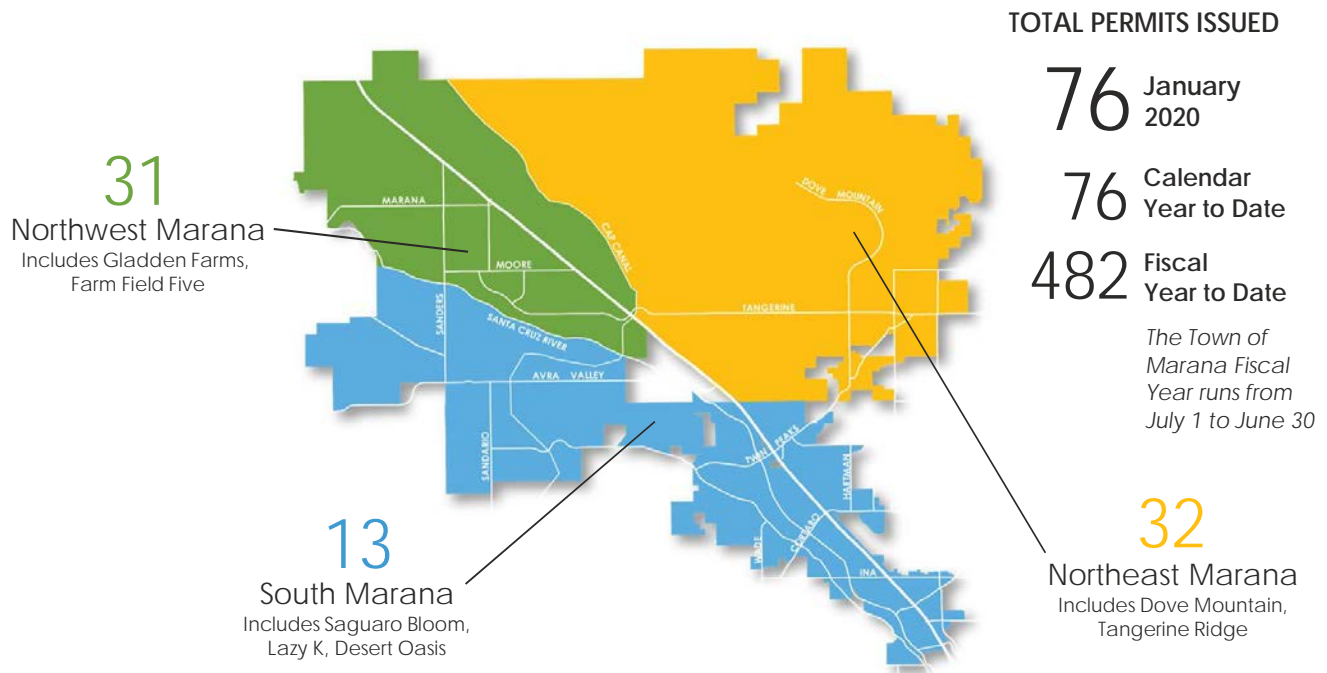 TOTAL PERMITS ISSUED
76 January
2020
76 Calendar
Year to Date
482 Fiscal
Year to Date
The Town of
Marana Fiscal
Year runs from
July 1 to June 30
31
Northwest Marana
Includes Gladden Farms,
Farm Field Five
13
South Marana
Includes Saguaro Bloom,
Lazy K, Desert Oasis
32
Northeast Marana
Includes Dove Mountain,
Tangerine Ridge
MARANA
MOORE
CAP CANAL
DOVE MOUNTAIN
TANGERINE
SANDERS
SANTA CRUZ RIVER
AVRA VALLEY
SANDARIO
TWIN PEAKS
HARTMAN
WADE
CORTARO
INA